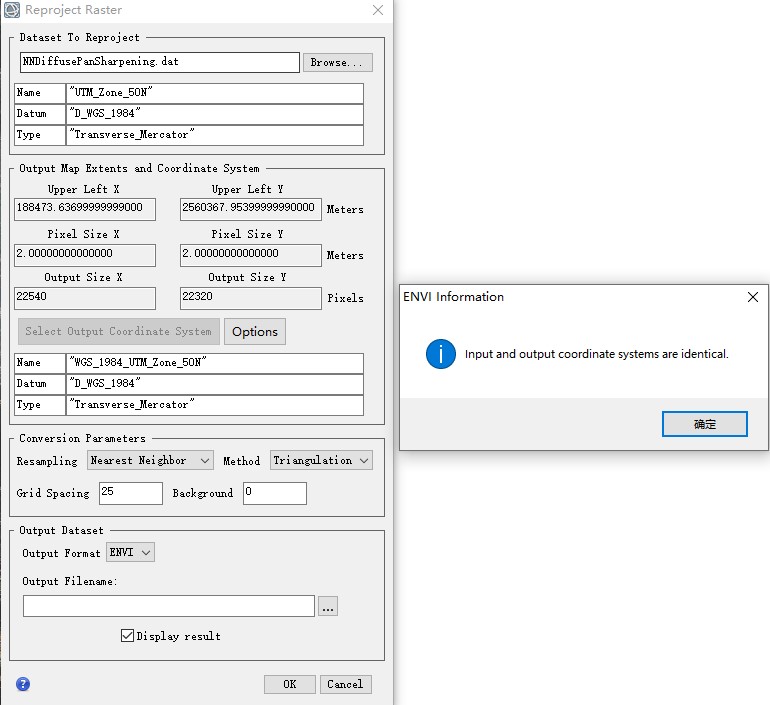 Reproject Raster
Dataset To Reproject
NNDiffusePanSharpening.dat Browse...
Name "UTM_Zone_50N"
Datum "D_WGS_1984"
Type "Transverse_Mercator"
Output Map Extents and Coordinate System
Upper Left X Upper Left Y
188473.63699999999000 2560367.95399999990000 Meters
Pixel Size X Pixel Size Y
2.00000000000000 2.00000000000000 Meters
Output Size X Output Size Y
22540 22320 Pixels
Select Output Coordinate System Options
Name "WGS_1984_UTM_Zone_50N"
Datum "D_WGS_1984"
Type "Transverse_Mercator"
Conversion Parameters
Resampling Nearest Neighbor Method Triangulation
Grid Spacing 25 Background 0
Output Dataset
Output Format ENVI
Output Filename:
...
Display result
? OK Cancel
ENVI Information
i Input and output coordinate systems are identical.
确定